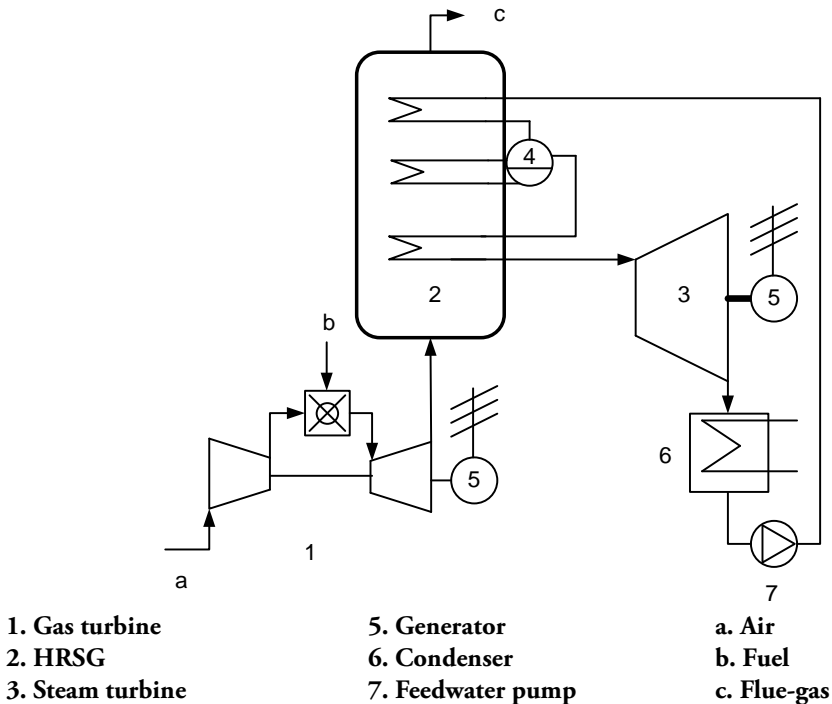 c
4
2
3
5
b
6
5
1
a
7
1. Gas turbine
2. HRSG
3. Steam turbine
5. Generator
6. Condenser
7. Feedwater pump
a. Air
b. Fuel
c. Flue-gas